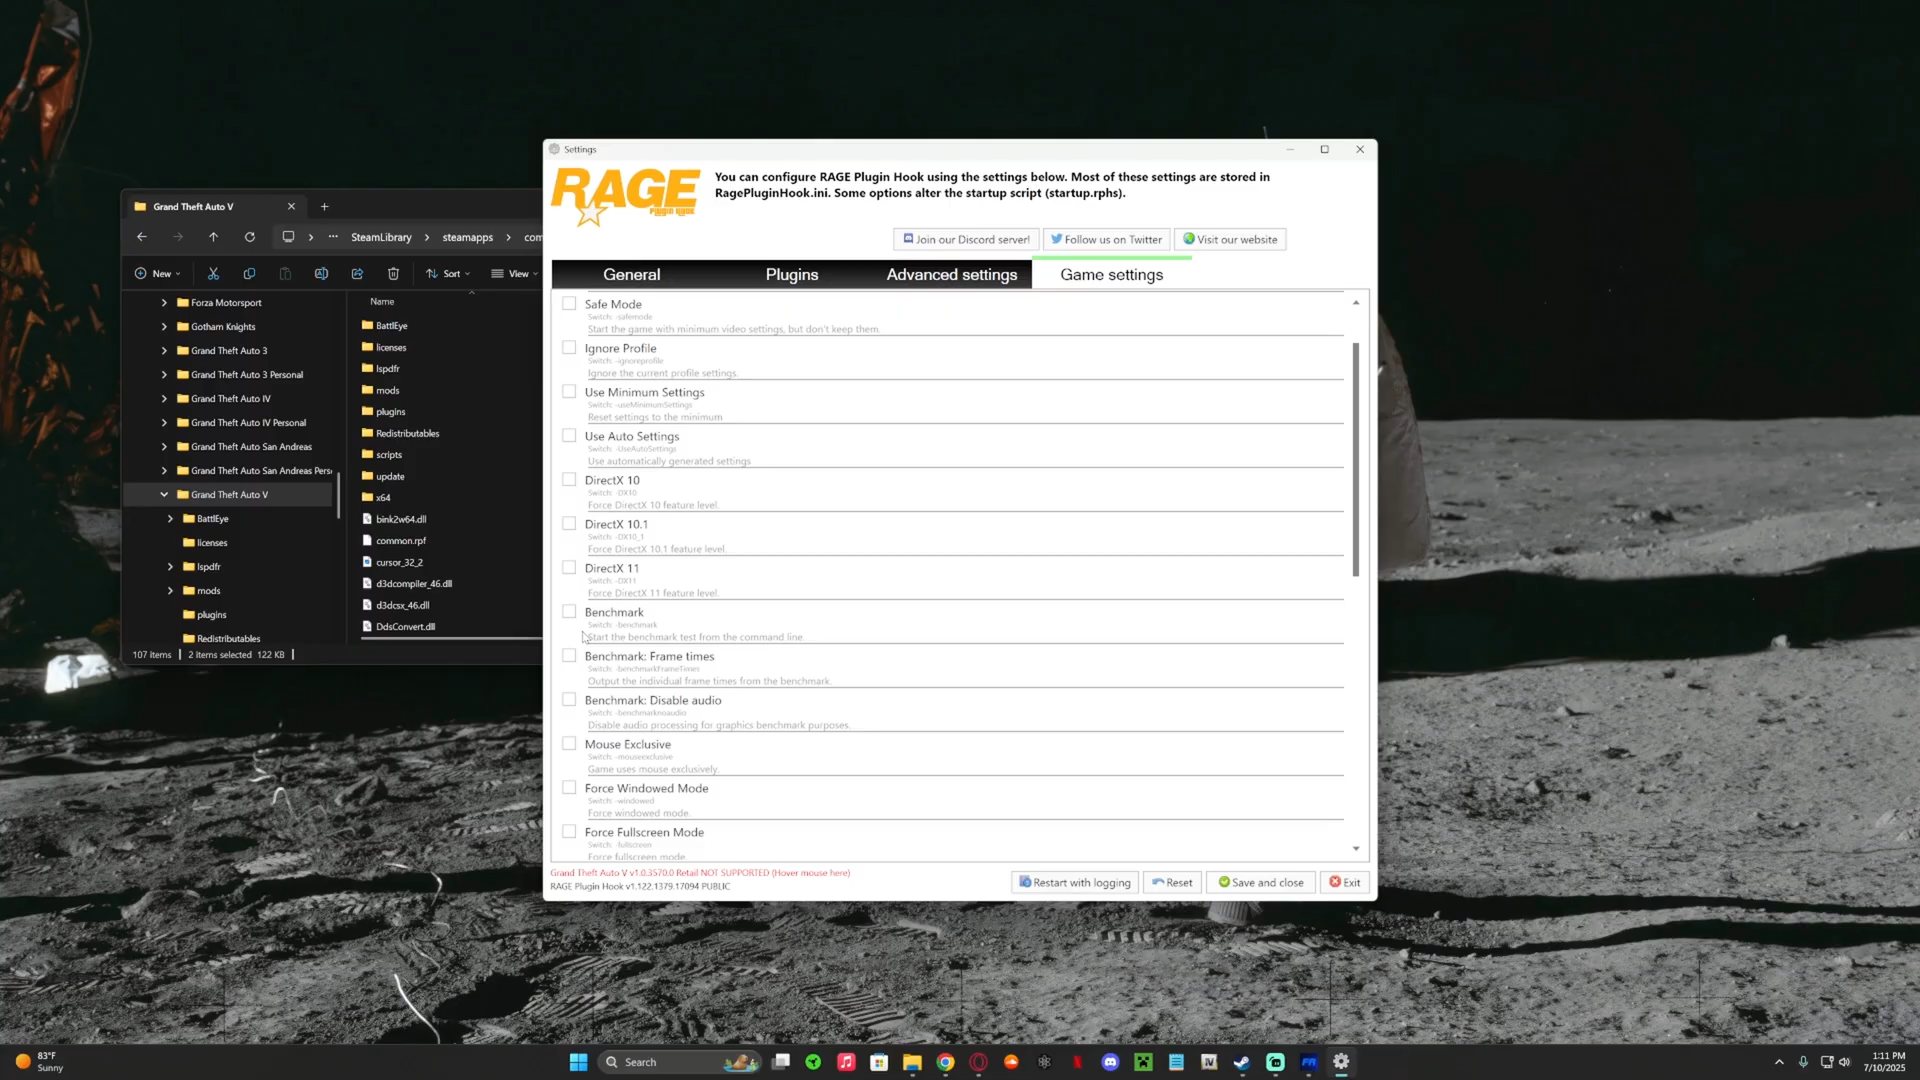 Grand Theft Auto V
SteamLibrary
steamapps
com
New
Sort
View
Forza Motorsport
Gotham Knights
Grand Theft Auto 3
Grand Theft Auto 3 Personal
Grand Theft Auto IV
Grand Theft Auto IV Personal
Grand Theft Auto San Andreas
Grand Theft Auto San Andreas Pers
Grand Theft Auto V
BattlEye
licenses
lspdfr
mods
plugins
Redistributables
Name
BattlEye
licenses
lspdfr
mods
plugins
Redistributables
scripts
update
x64
bink2w64.dll
common.rpf
cursor_32_2
d3dcompiler_46.dll
d3dcsx_46.dll
DdsConvert.dll
107 items
2 items selected 122 KB
Settings
RAGE
PLUGIN HOOK
You can configure RAGE Plugin Hook using the settings below. Most of these settings are stored in
RagePluginHook.ini. Some options alter the startup script (startup.rphs).
Join our Discord server!
Follow us on Twitter
Visit our website
General
Plugins
Advanced settings
Game settings
Safe Mode
Switch: -safemode
Start the game with minimum video settings, but don't keep them.
Ignore Profile
Switch: -ignoreprofile
Ignore the current profile settings.
Use Minimum Settings
Switch: -useMinimumSettings
Reset settings to the minimum
Use Auto Settings
Switch: -UseAutoSettings
Use automatically generated settings
DirectX 10
Switch: -DX10
Force DirectX 10 feature level.
DirectX 10.1
Switch: -DX10_1
Force DirectX 10.1 feature level.
DirectX 11
Switch: -DX11
Force DirectX 11 feature level.
Benchmark
Switch: -benchmark
Start the benchmark test from the command line.
Benchmark: Frame times
Switch: -benchmarkFrameTimes
Output the individual frame times from the benchmark.
Benchmark: Disable audio
Switch: -benchmarknoaudio
Disable audio processing for graphics benchmark purposes.
Mouse Exclusive
Switch: -mouseexclusive
Game uses mouse exclusively.
Force Windowed Mode
Switch: -windowed
Force windowed mode.
Force Fullscreen Mode
Switch: -fullscreen
Force fullscreen mode.
Grand Theft Auto V v1.0.3570.0 Retail NOT SUPPORTED (Hover mouse here)
RAGE Plugin Hook v1.122.1379.17094 PUBLIC
Restart with logging
Reset
Save and close
Exit
83°F
Sunny
Search
IV
1:11 PM
7/10/2025